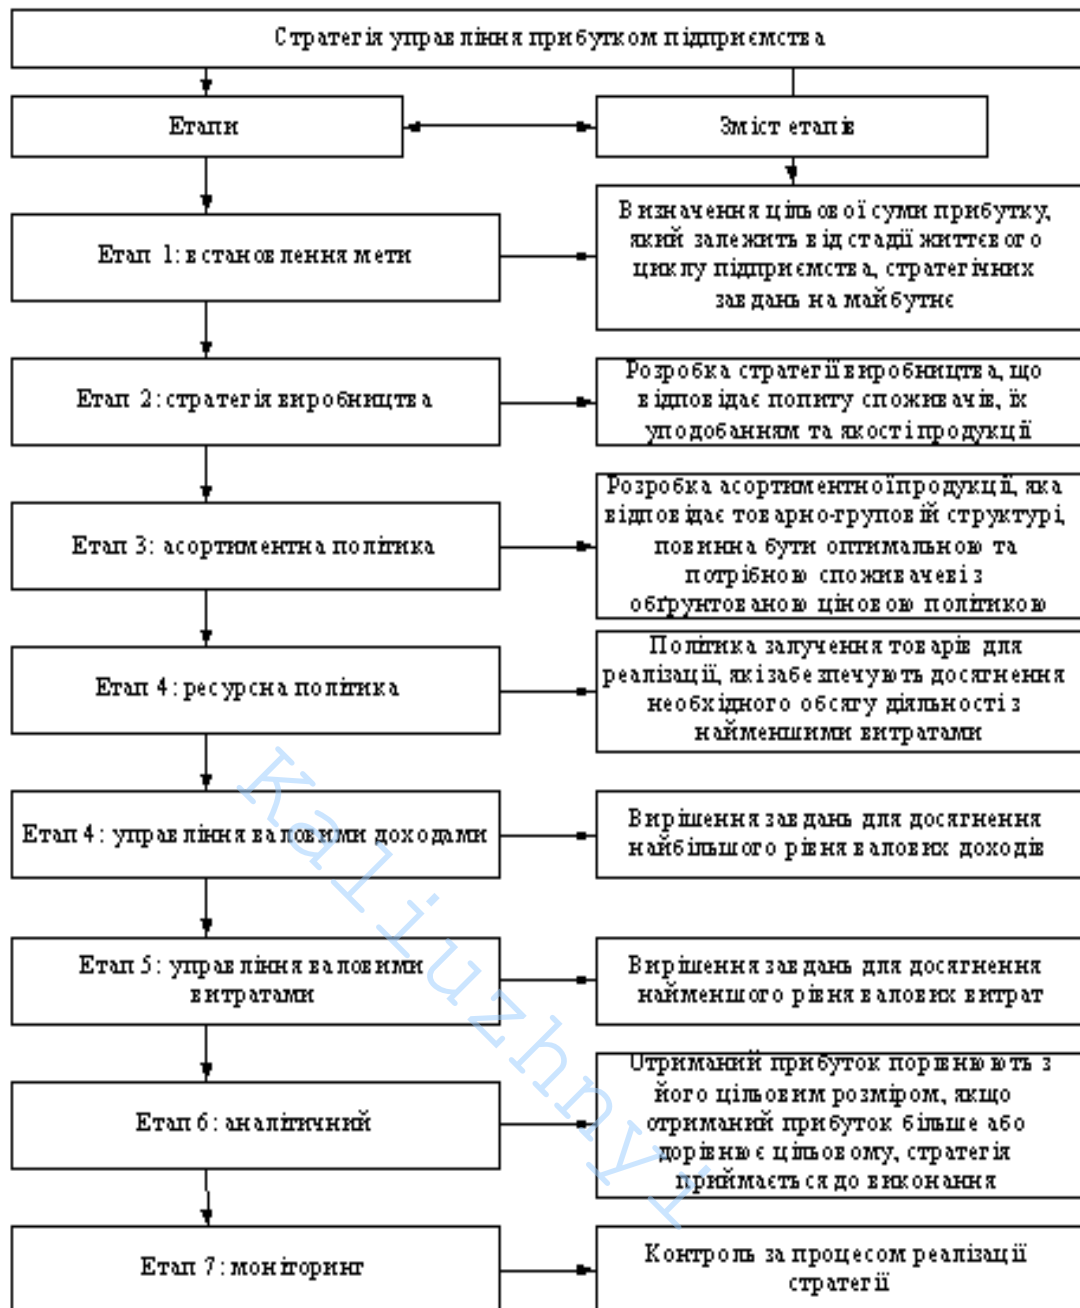 Стратегія управління прибутком підприємства
Етапи
Зміст етапів
Етап 1: встановлення мети
Визначення цільової суми прибутку,
який залежить від стадії життєвого
циклу підприємства, стратегічних
завдань на майбутнє
Етап 2: стратегія виробництва
Розробка стратегії виробництва, що
відповідає попиту споживачів, їх
уподобанням та якості продукції
Етап 3: асортиментна політика
Розробка асортиментної продукції, яка
відповідає товарно-груповій структурі,
повинна бути оптимальною та
потрібною споживачеві з
обґрунтованою ціновою політикою
Етап 4: ресурсна політика
Політика залучення товарів для
реалізації, які забезпечують досягнення
необхідного обсягу діяльності з
найменшими витратами
Етап 4: управління валовими доходами
Вирішення завдань для досягнення
найбільшого рівня валових доходів
Етап 5: управління валовими
витратами
Вирішення завдань для досягнення
найменшого рівня валових витрат
Етап 6: аналітичний
Отриманий прибуток порівнюють з
його цільовим розміром, якщо
отриманий прибуток більше або
дорівнює цільовому, стратегія
приймається до виконання
Етап 7: моніторинг
Контроль за процесом реалізації
стратегії
Kaliuzhnyi